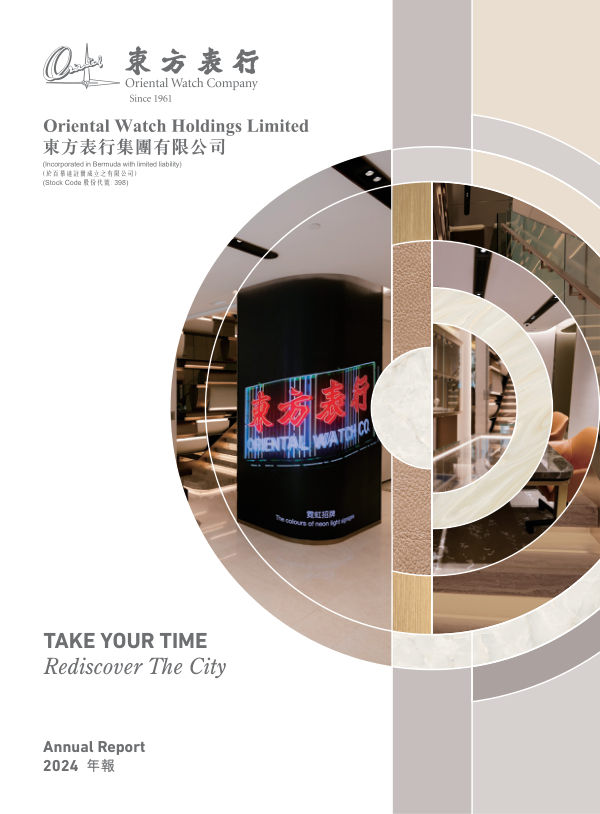 Oriental
東方表行
Oriental Watch Company
Since 1961
Oriental Watch Holdings Limited
東方表行集團有限公司
(Incorporated in Bermuda with limited liability)
(於百慕達註冊成立之有限公司)
(Stock Code 股份代號 398)
東方表行
ORIENTAL WATCH CO.
霓虹招牌
The colours of neon light signages
TAKE YOUR TIME
Rediscover The City
Annual Report
2024 年報